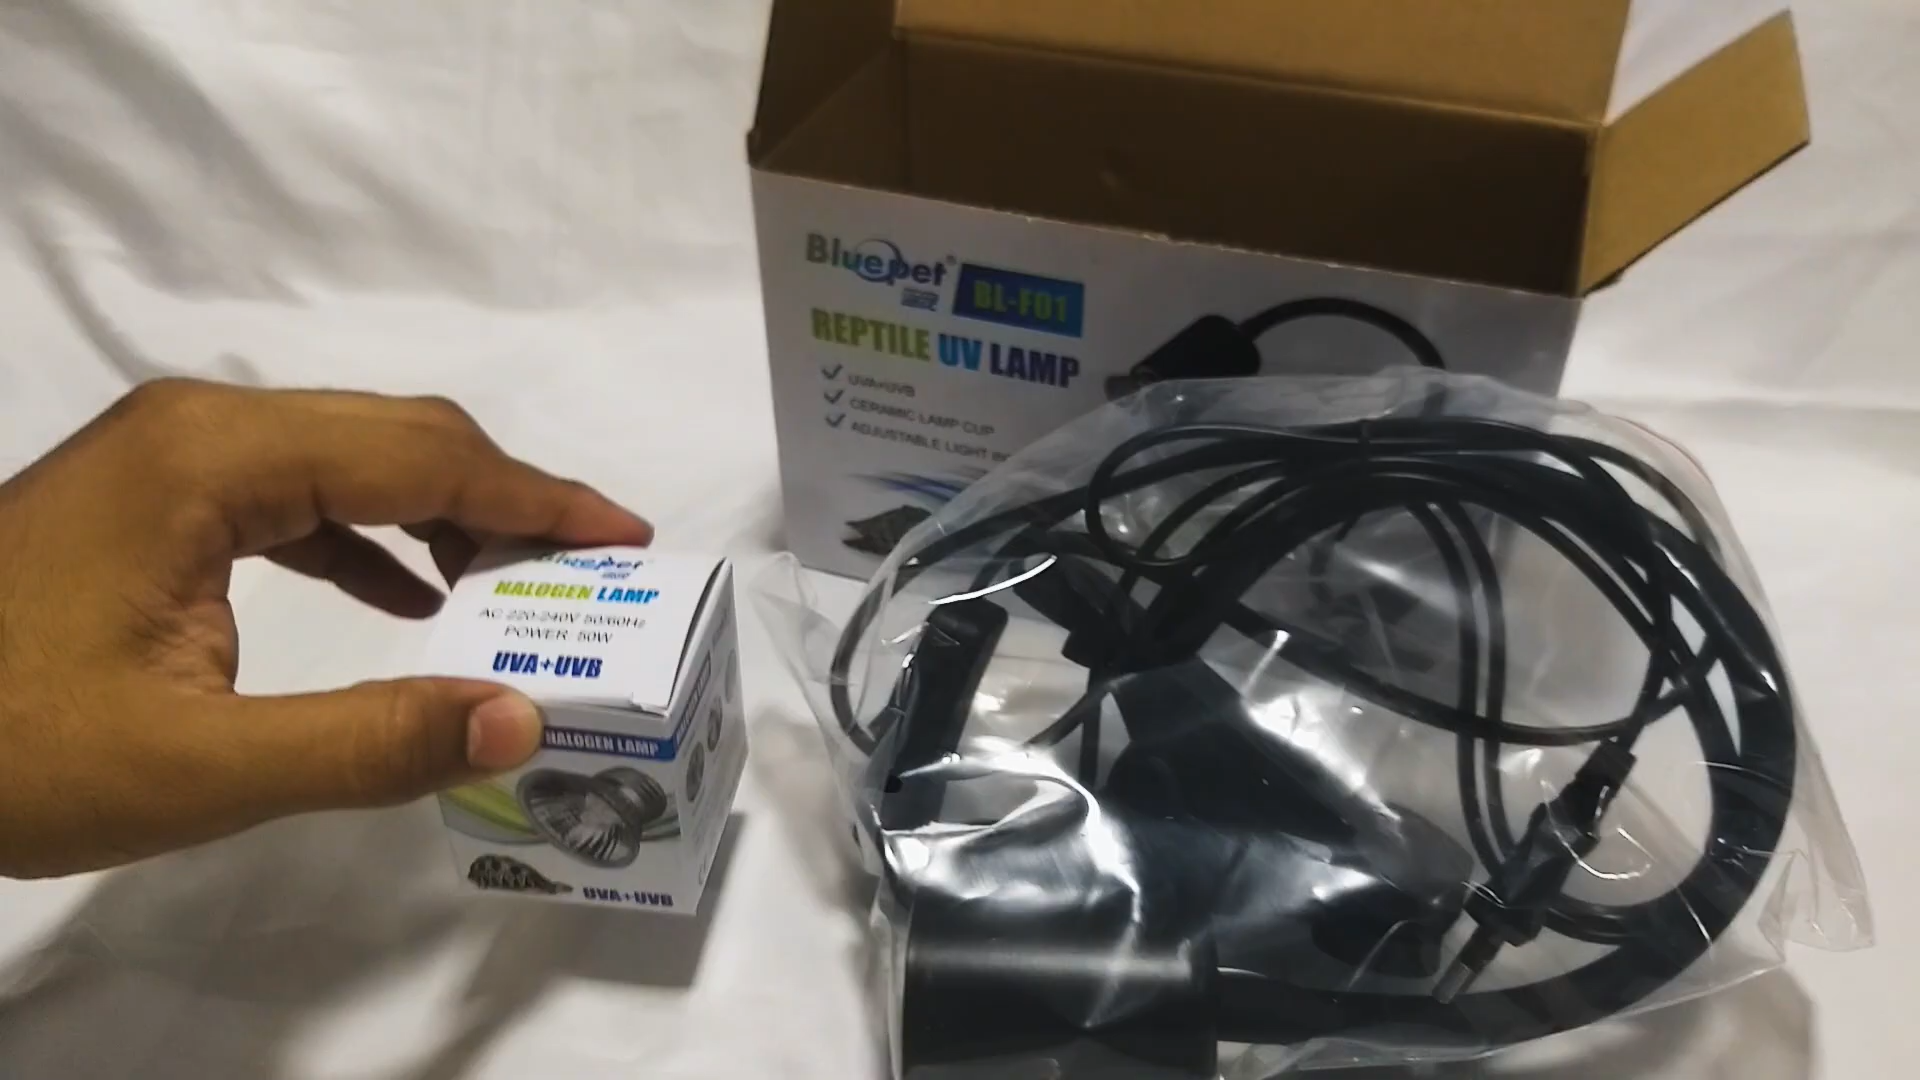 Bluepet®
BL-F01
REPTILE UV LAMP
UVA+UVB
CERAMIC LAMP CUP
ADJUSTABLE LIGHT
Bluepet
HALOGEN LAMP
AC 220-240V 50/60Hz
POWER 50W
UVA+UVB
HALOGEN LAMP
UVA+UVB